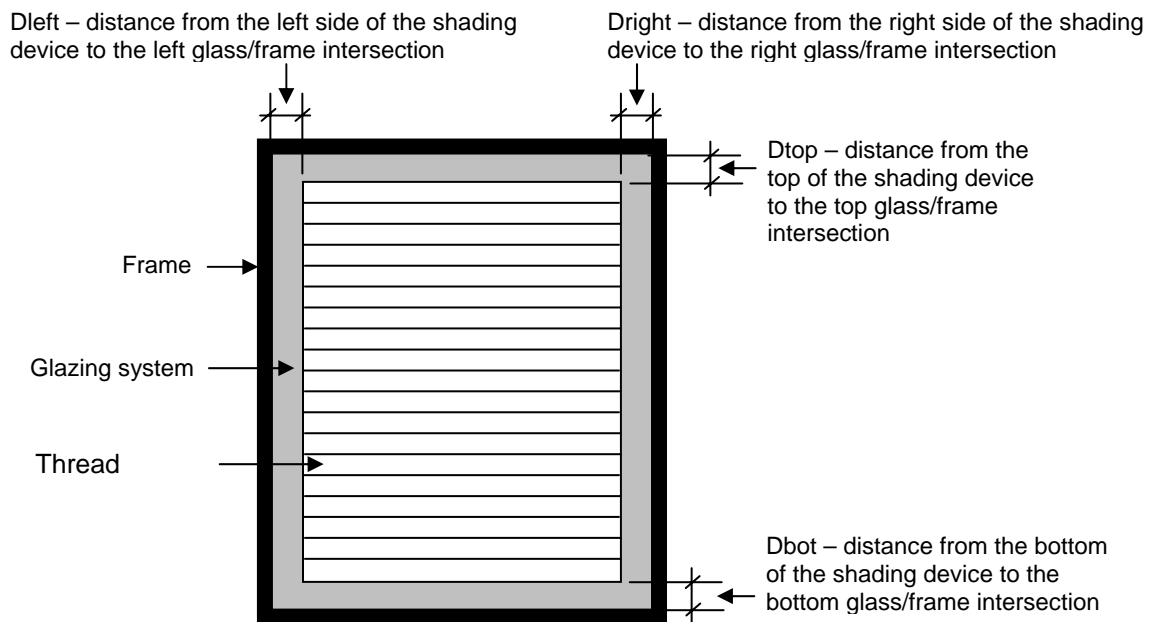 Dleft – distance from the left side of the shading
device to the left glass/frame intersection
Dright – distance from the right side of the shading
device to the right glass/frame intersection
Dtop – distance from the
top of the shading device
to the top glass/frame
intersection
Frame
Glazing system
Thread
Dbot – distance from the bottom
of the shading device to the
bottom glass/frame intersection